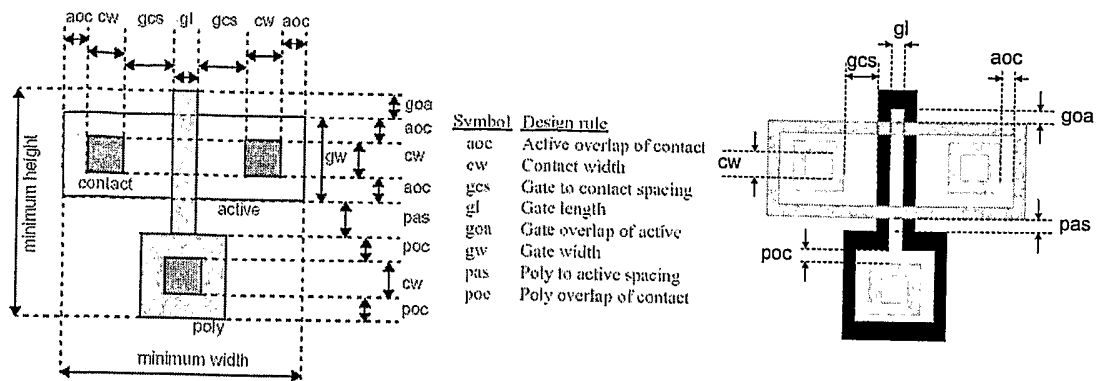 aoc cw gcs gl gcs cw aoc
goa
aoc
gw
cw
aoc
pas
poc
cw
poc
contact
active
poly
minimum height
minimum width
Symbol Design rule
aoc Active overlap of contact
cw Contact width
gcs Gate to contact spacing
gl Gate length
goa Gate overlap of active
gw Gate width
pas Poly to active spacing
poc Poly overlap of contact
gl
gcs
aoc
goa
cw
pas
poc